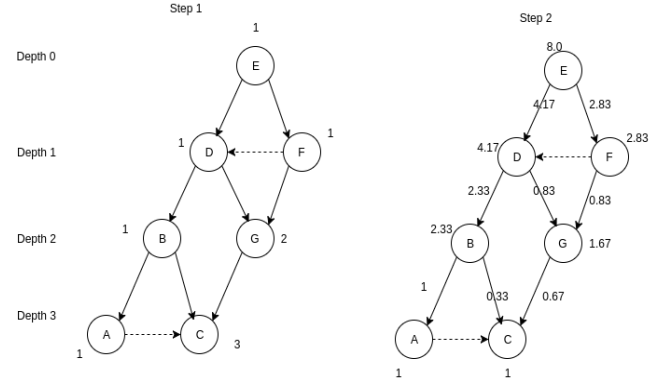 Step 1
Step 2
1
8.0
Depth 0
E
E
4.17
2.83
1
1
2.83
Depth 1
D
F
4.17
D
F
2.33
0.83
0.83
1
2.33
Depth 2
B
G
2
B
G
1.67
1
0.33
0.67
Depth 3
A
C
3
A
C
1
1
1